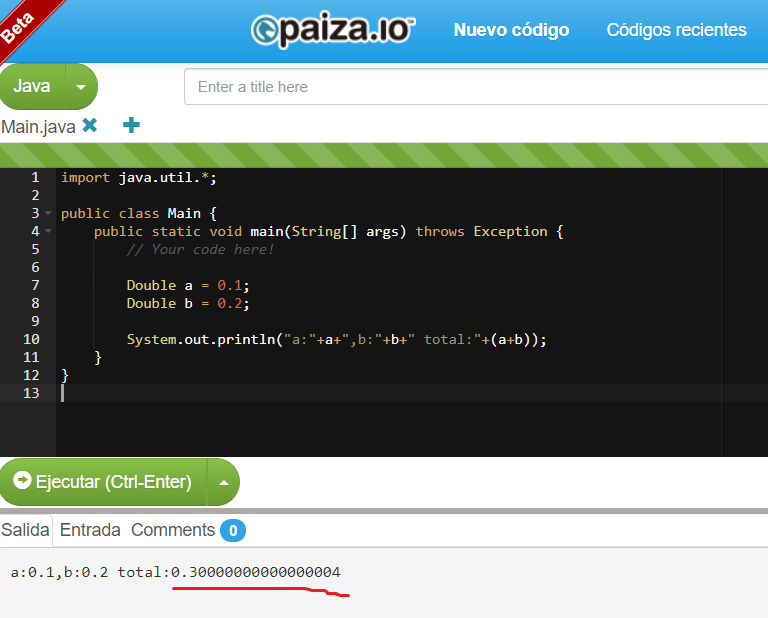 Beta
paiza.IO™ Nuevo código Códigos recientes
Java Enter a title here
Main.java
1 import java.util.*;
2
3 public class Main {
4 public static void main(String[] args) throws Exception {
5 // Your code here!
6
7 Double a = 0.1;
8 Double b = 0.2;
9
10 System.out.println("a:"+a+",b:"+b+" total:"+(a+b));
11 }
12 }
13
Ejecutar (Ctrl-Enter)
Salida Entrada Comments 0
a:0.1,b:0.2 total:0.30000000000000004